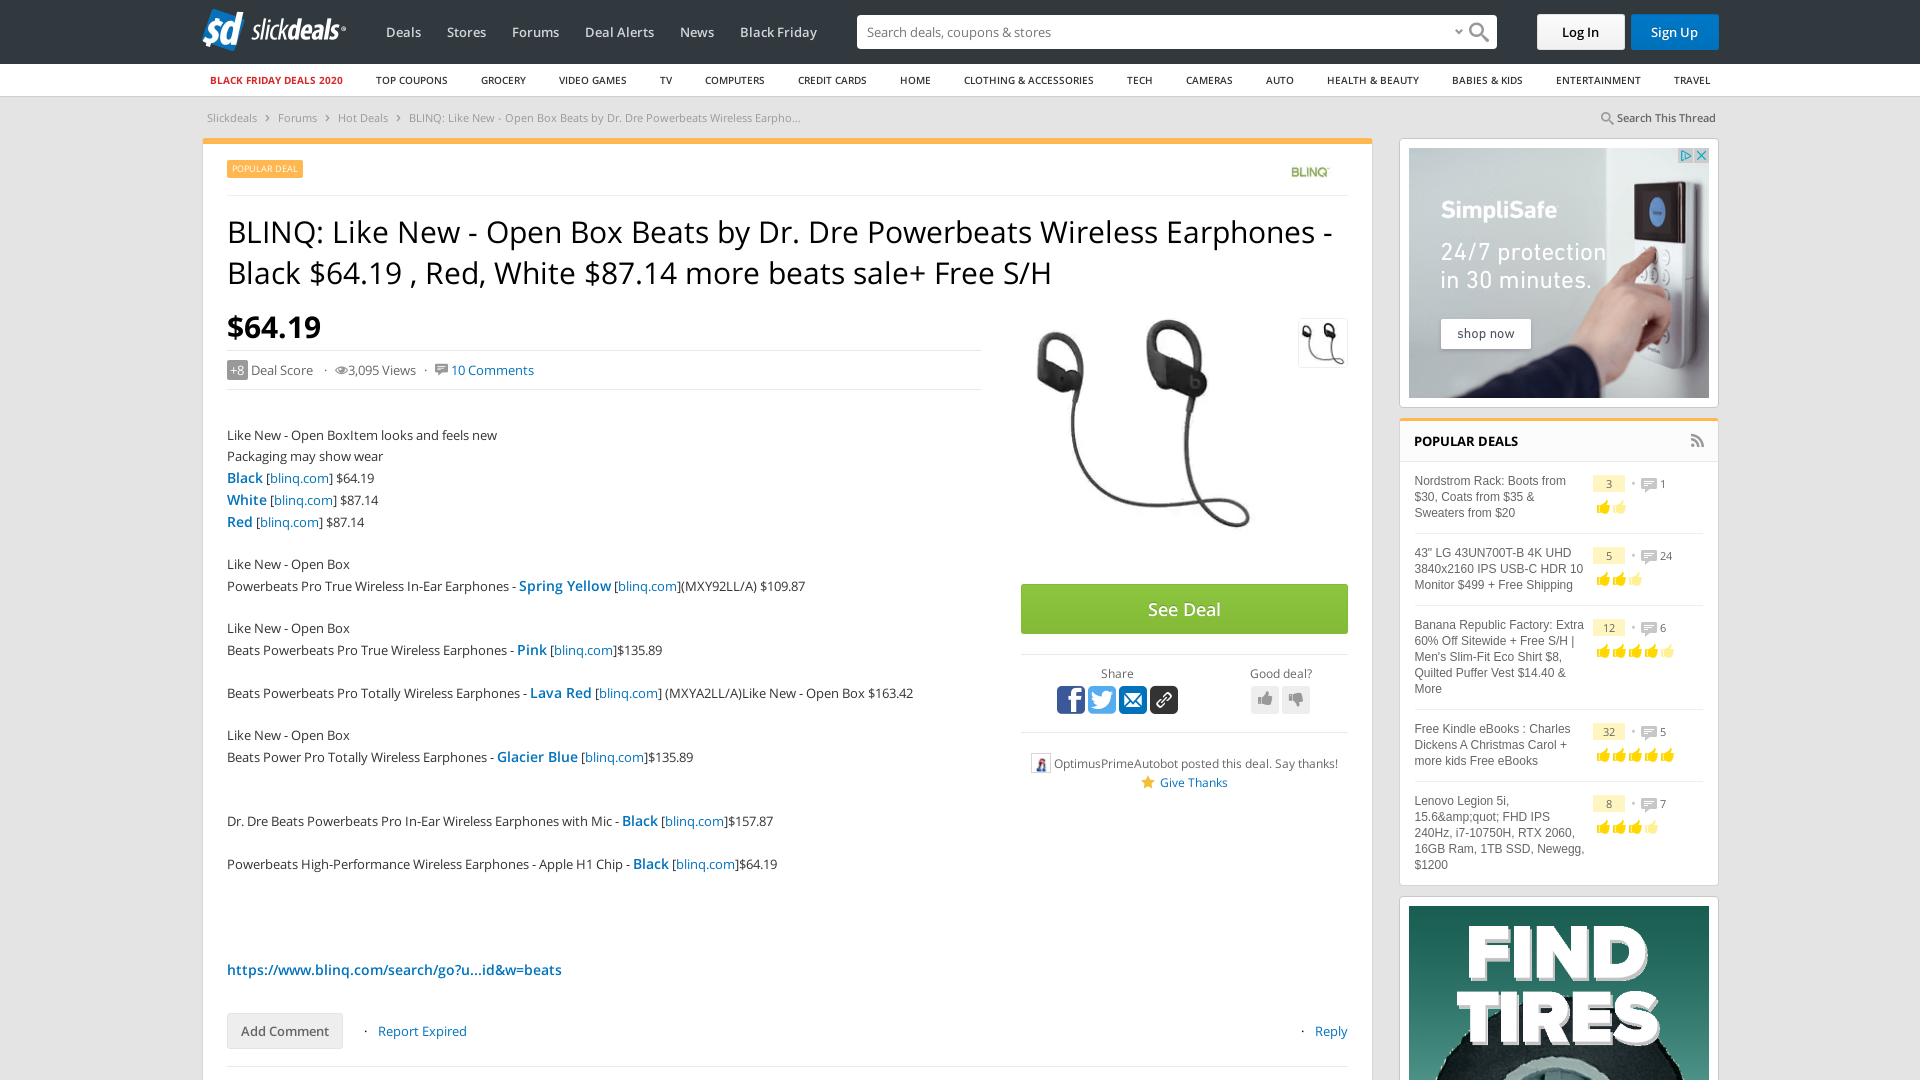 slickdeals
Deals
Stores
Forums
Deal Alerts
News
Black Friday
Search deals, coupons & stores
Log In
Sign Up
BLACK FRIDAY DEALS 2020
TOP COUPONS
GROCERY
VIDEO GAMES
TV
COMPUTERS
CREDIT CARDS
HOME
CLOTHING & ACCESSORIES
TECH
CAMERAS
AUTO
HEALTH & BEAUTY
BABIES & KIDS
ENTERTAINMENT
TRAVEL
Slickdeals > Forums > Hot Deals > BLINQ: Like New - Open Box Beats by Dr. Dre Powerbeats Wireless Earpho...
Search This Thread
POPULAR DEAL
BLINQ
BLINQ: Like New - Open Box Beats by Dr. Dre Powerbeats Wireless Earphones -
Black $64.19 , Red, White $87.14 more beats sale+ Free S/H
$64.19
+8 Deal Score · 3,095 Views · 10 Comments
Like New - Open BoxItem looks and feels new
Packaging may show wear
Black [blinq.com] $64.19
White [blinq.com] $87.14
Red [blinq.com] $87.14
Like New - Open Box
Powerbeats Pro True Wireless In-Ear Earphones - Spring Yellow [blinq.com](MXY92LL/A) $109.87
Like New - Open Box
Beats Powerbeats Pro True Wireless Earphones - Pink [blinq.com]$135.89
Beats Powerbeats Pro Totally Wireless Earphones - Lava Red [blinq.com] (MXYA2LL/A)Like New - Open Box $163.42
Like New - Open Box
Beats Power Pro Totally Wireless Earphones - Glacier Blue [blinq.com]$135.89
Dr. Dre Beats Powerbeats Pro In-Ear Wireless Earphones with Mic - Black [blinq.com]$157.87
Powerbeats High-Performance Wireless Earphones - Apple H1 Chip - Black [blinq.com]$64.19
https://www.blinq.com/search/go?u...id&w=beats
Add Comment
· Report Expired
· Reply
See Deal
Share
Good deal?
OptimusPrimeAutobot posted this deal. Say thanks!
Give Thanks
SimpliSafe
24/7 protection
in 30 minutes.
shop now
POPULAR DEALS
Nordstrom Rack: Boots from
$30, Coats from $35 &
Sweaters from $20
3 • 1
43" LG 43UN700T-B 4K UHD
3840x2160 IPS USB-C HDR 10
Monitor $499 + Free Shipping
5 • 24
Banana Republic Factory: Extra
60% Off Sitewide + Free S/H |
Men's Slim-Fit Eco Shirt $8,
Quilted Puffer Vest $14.40 &
More
12 • 6
Free Kindle eBooks : Charles
Dickens A Christmas Carol +
more kids Free eBooks
32 • 5
Lenovo Legion 5i,
15.6&amp;quot; FHD IPS
240Hz, i7-10750H, RTX 2060,
16GB Ram, 1TB SSD, Newegg,
$1200
8 • 7
FIND
TIRES